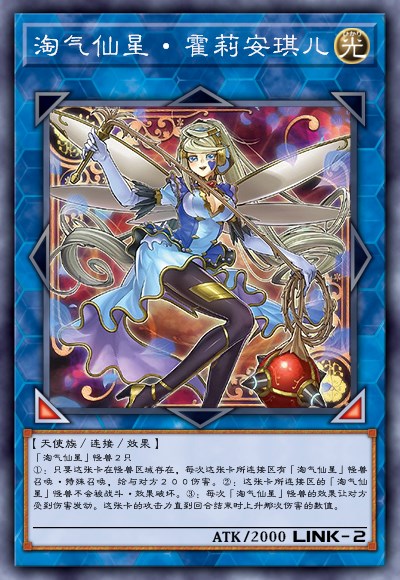 淘气仙星・霍莉安琪儿
光
【天使族／连接／效果】
「淘气仙星」怪兽2只
①：只要这张卡在怪兽区域存在，每次这张卡所连接区有「淘气仙星」怪兽
召唤・特殊召唤，给与对方２００伤害。②：这张卡所连接区的「淘气仙
星」怪兽不会被战斗・效果破坏。③：每次「淘气仙星」怪兽的效果让对方
受到伤害发动。这张卡的攻击力直到回合结束时上升那次伤害的数值。
ATK/2000 LINK-2